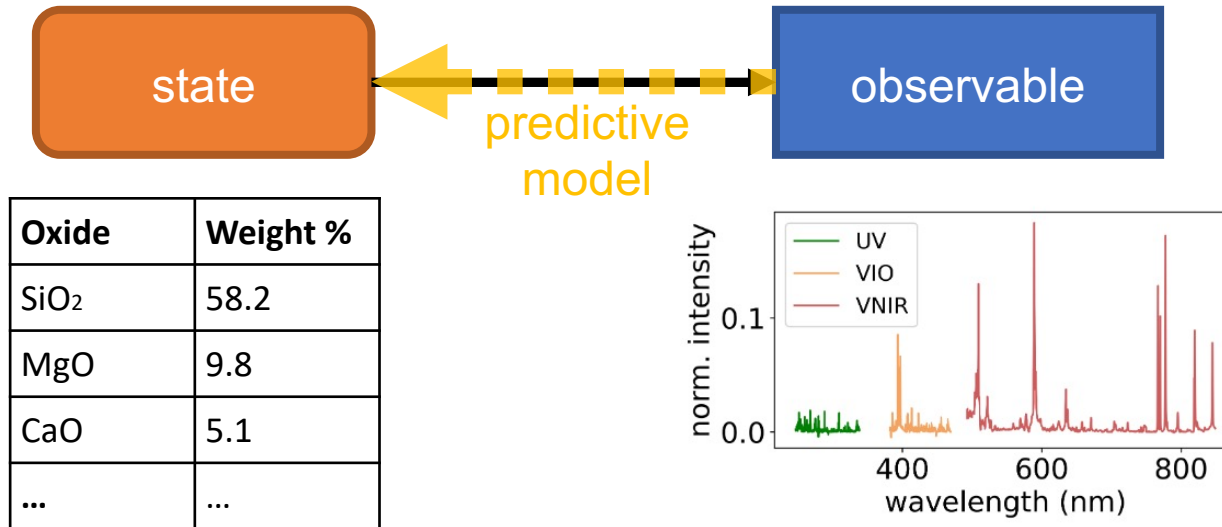 state
observable
predictive
model
Oxide Weight %
SiO₂ 58.2
MgO 9.8
CaO 5.1
... ...
UV
VIO
VNIR
norm. intensity
0.1
0.0
400 600 800
wavelength (nm)